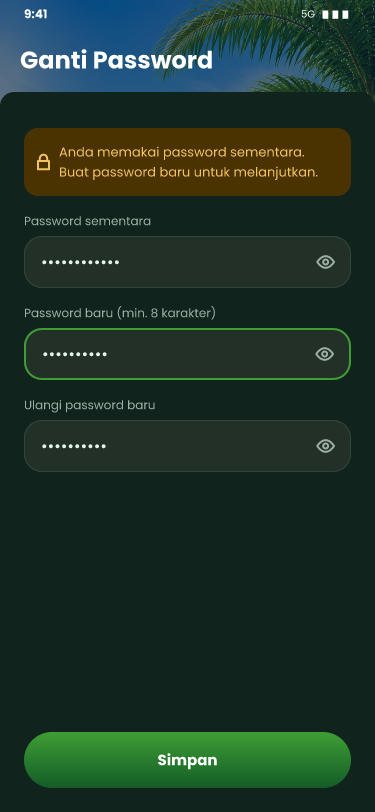 9:41
5G
Ganti Password
Anda memakai password sementara.
Buat password baru untuk melanjutkan.
Password sementara
••••••••••••
Password baru (min. 8 karakter)
••••••••••
Ulangi password baru
••••••••••
Simpan